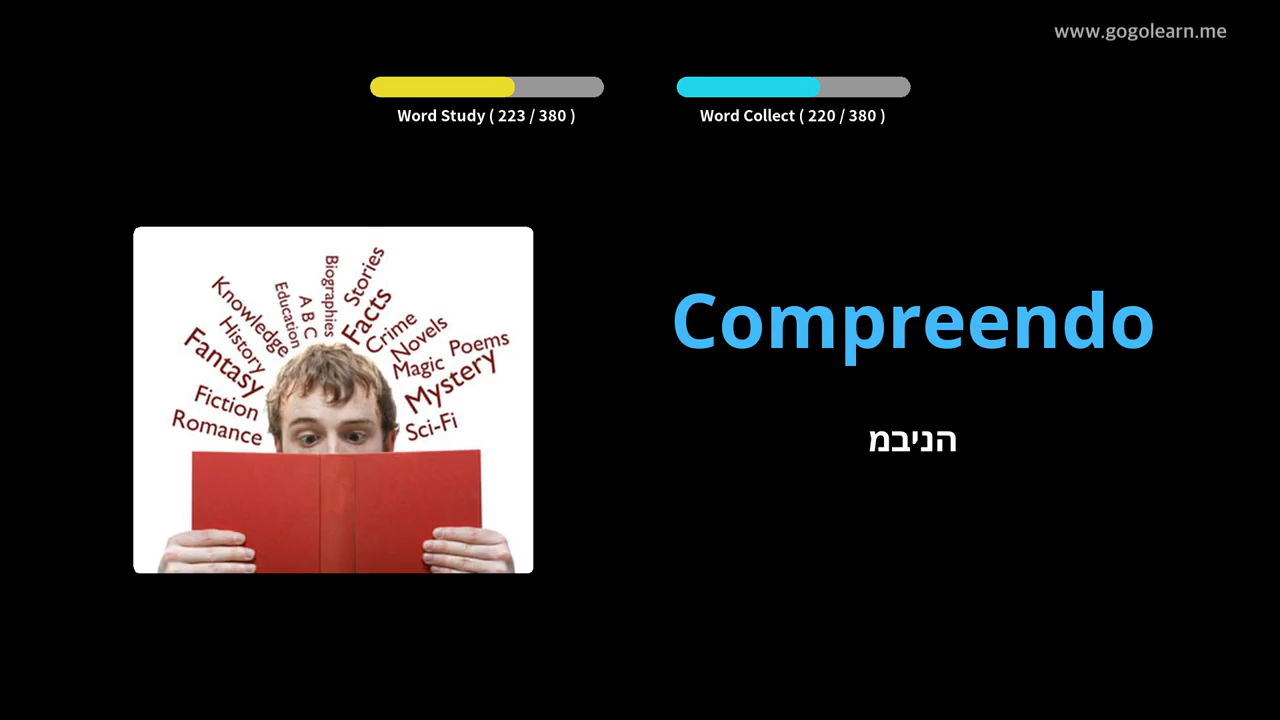 www.gogolearn.me
Word Study ( 223 / 380 )
Word Collect ( 220 / 380 )
Stories
Biographies
Facts
Education
A B C
Knowledge
Crime
Novels
History
Poems
Fantasy
Magic
Mystery
Fiction
Romance
Sci-Fi
Compreendo
הניבמ